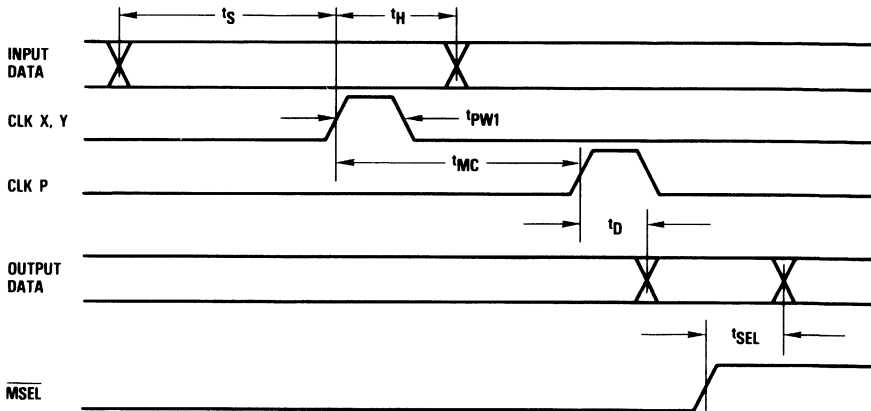 tS tH
INPUT
DATA
CLK X, Y tPW1
tMC
CLK P
tD
OUTPUT
DATA
tSEL
MSEL